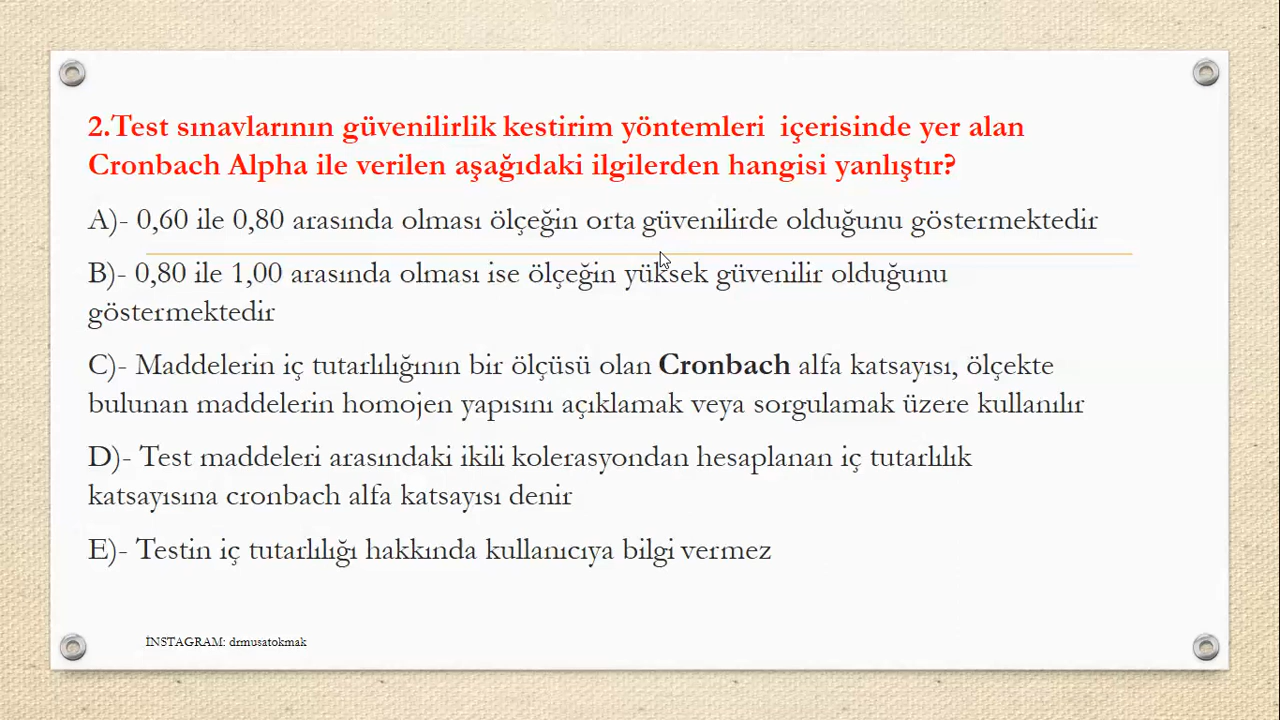 2.Test sınavlarının güvenilirlik kestirim yöntemleri içerisinde yer alan
Cronbach Alpha ile verilen aşağıdaki ilgilerden hangisi yanlıştır?
A)- 0,60 ile 0,80 arasında olması ölçeğin orta güvenilirde olduğunu göstermektedir
B)- 0,80 ile 1,00 arasında olması ise ölçeğin yüksek güvenilir olduğunu
göstermektedir
C)- Maddelerin iç tutarlılığının bir ölçüsü olan Cronbach alfa katsayısı, ölçekte
bulunan maddelerin homojen yapısını açıklamak veya sorgulamak üzere kullanılır
D)- Test maddeleri arasındaki ikili kolerasyondan hesaplanan iç tutarlılık
katsayısına cronbach alfa katsayısı denir
E)- Testin iç tutarlılığı hakkında kullanıcıya bilgi vermez
İNSTAGRAM: drmusatokmak